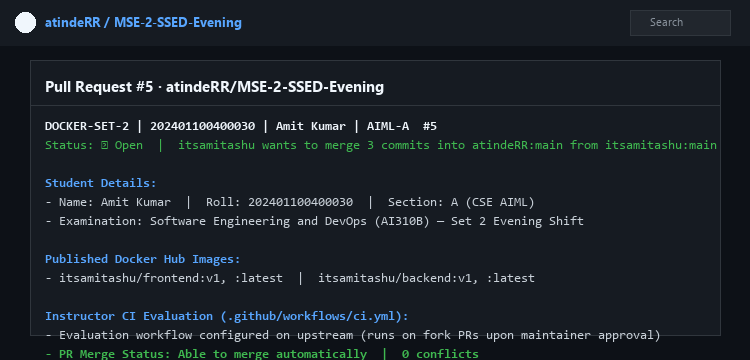 atindeRR / MSE-2-SSED-Evening
Search
Pull Request #5 · atindeRR/MSE-2-SSED-Evening
DOCKER-SET-2 | 202401100400030 | Amit Kumar | AIML-A  #5
Status: Open  |  itsamitashu wants to merge 3 commits into atindeRR:main from itsamitashu:main
Student Details:
- Name: Amit Kumar  |  Roll: 202401100400030  |  Section: A (CSE AIML)
- Examination: Software Engineering and DevOps (AI310B) — Set 2 Evening Shift
Published Docker Hub Images:
- itsamitashu/frontend:v1, :latest  |  itsamitashu/backend:v1, :latest
Instructor CI Evaluation (.github/workflows/ci.yml):
- Evaluation workflow configured on upstream (runs on fork PRs upon maintainer approval)
- PR Merge Status: Able to merge automatically  |  0 conflicts